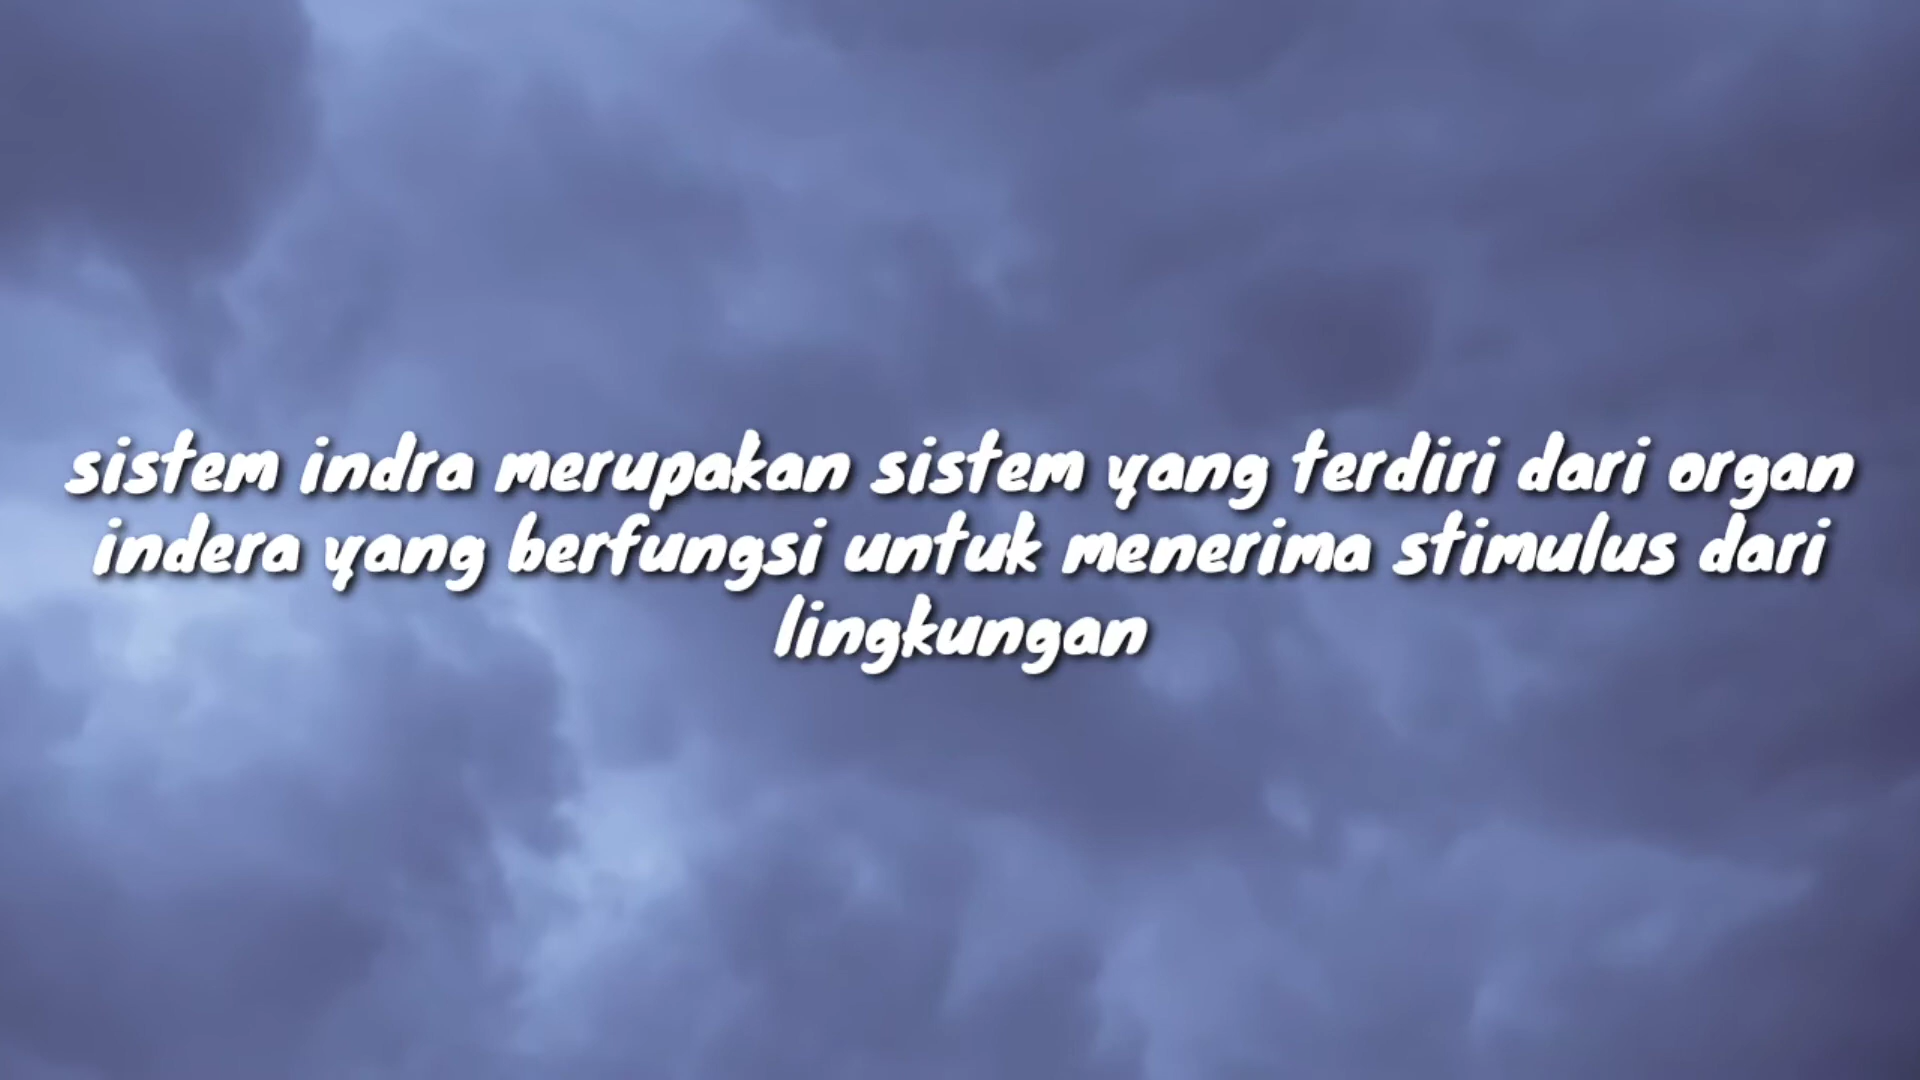 sistem indra merupakan sistem yang terdiri dari organ
indera yang berfungsi untuk menerima stimulus dari
lingkungan